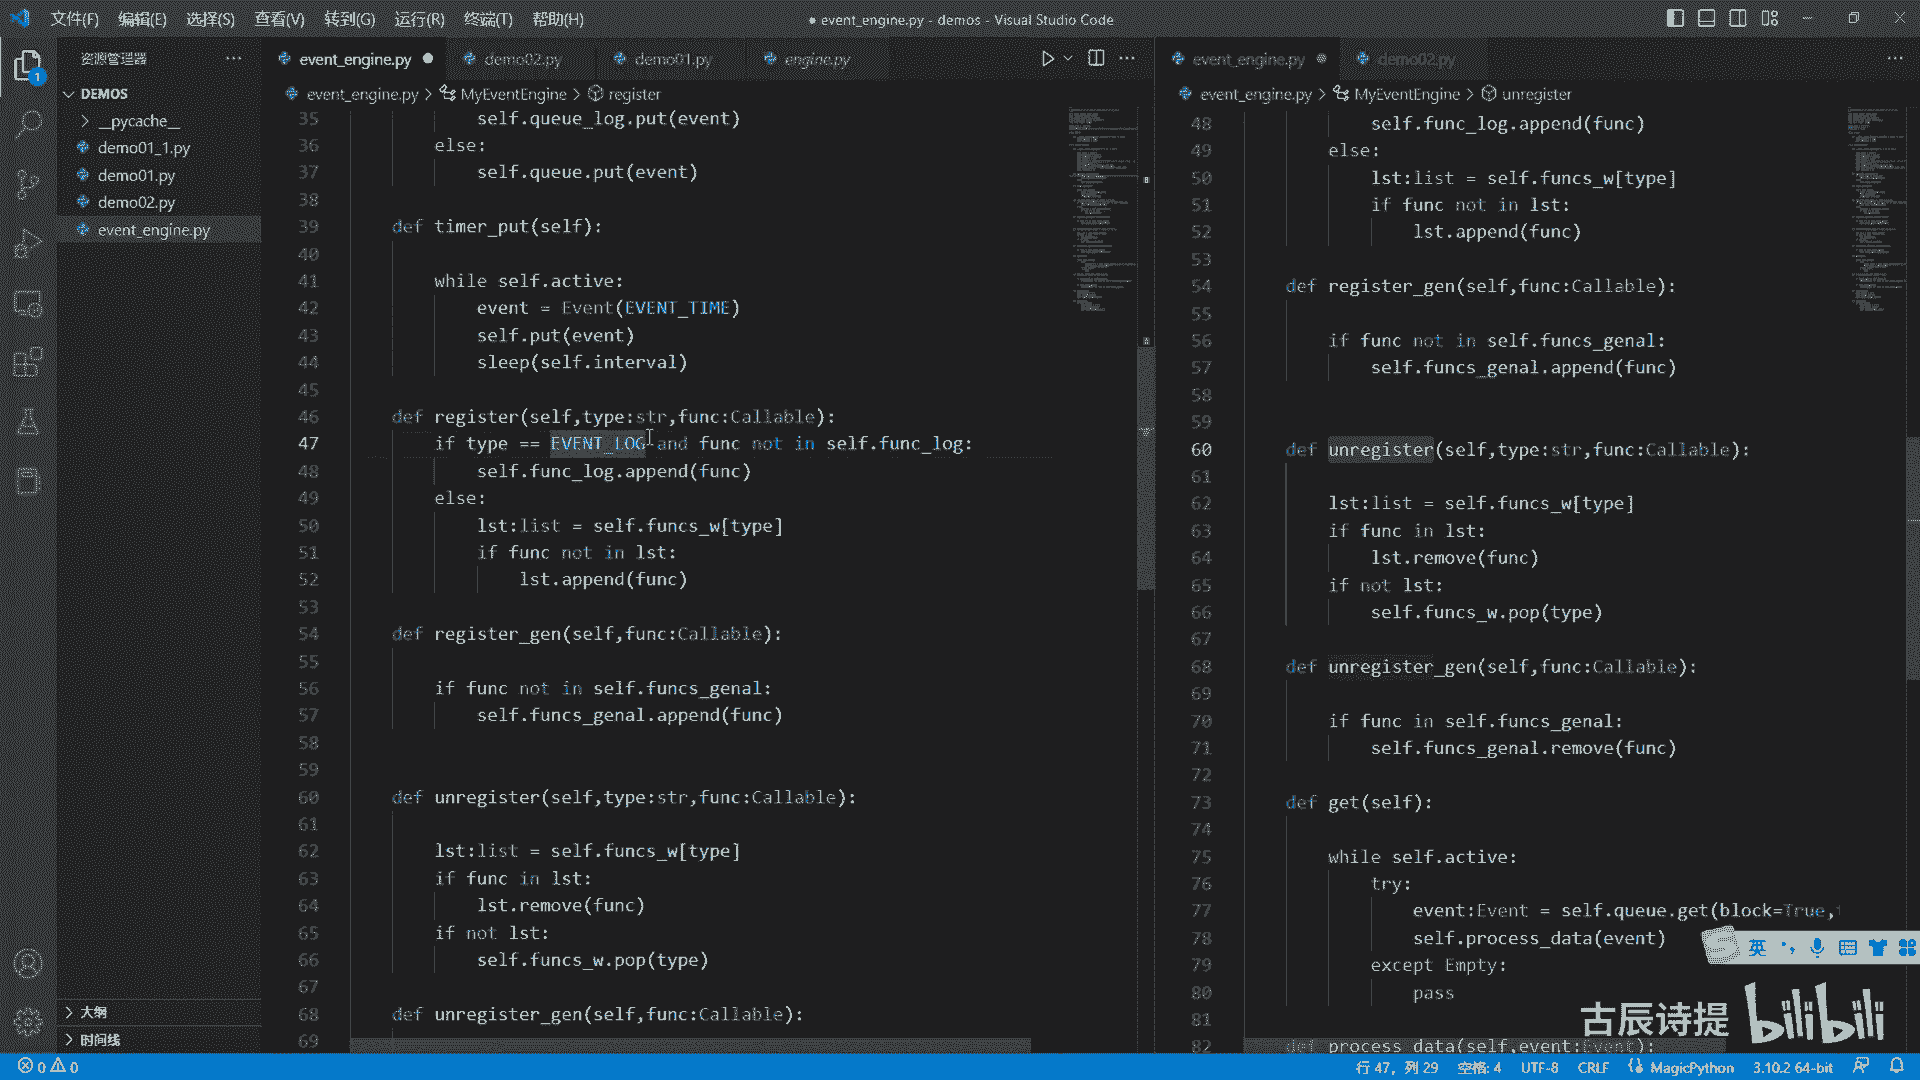 文件(F) 编辑(E) 选择(S) 查看(V) 转到(G) 运行(R) 终端(T) 帮助(H)
● event_engine.py - demos - Visual Studio Code
资源管理器
DEMOS
__pycache__
demo01_1.py
demo01.py
demo02.py
event_engine.py
大纲
时间线
1
event_engine.py demo02.py demo01.py engine.py
event_engine.py > MyEventEngine > register
35 self.queue_log.put(event)
36 else:
37 self.queue.put(event)
38
39 def timer_put(self):
40
41 while self.active:
42 event = Event(EVENT_TIME)
43 self.put(event)
44 sleep(self.interval)
45
46 def register(self,type:str,func:Callable):
47 if type == EVENT_LOG and func not in self.func_log:
48 self.func_log.append(func)
49 else:
50 lst:list = self.funcs_w[type]
51 if func not in lst:
52 lst.append(func)
53
54 def register_gen(self,func:Callable):
55
56 if func not in self.funcs_genal:
57 self.funcs_genal.append(func)
58
59
60 def unregister(self,type:str,func:Callable):
61
62 lst:list = self.funcs_w[type]
63 if func in lst:
64 lst.remove(func)
65 if not lst:
66 self.funcs_w.pop(type)
67
68 def unregister_gen(self,func:Callable):
69
event_engine.py demo02.py
event_engine.py > MyEventEngine > unregister
48 self.func_log.append(func)
49 else:
50 lst:list = self.funcs_w[type]
51 if func not in lst:
52 lst.append(func)
53
54 def register_gen(self,func:Callable):
55
56 if func not in self.funcs_genal:
57 self.funcs_genal.append(func)
58
59
60 def unregister(self,type:str,func:Callable):
61
62 lst:list = self.funcs_w[type]
63 if func in lst:
64 lst.remove(func)
65 if not lst:
66 self.funcs_w.pop(type)
67
68 def unregister_gen(self,func:Callable):
69
70 if func in self.funcs_genal:
71 self.funcs_genal.remove(func)
72
73 def get(self):
74
75 while self.active:
76 try:
77 event:Event = self.queue.get(block=True,
78 self.process_data(event)
79 except Empty:
80 pass
81
82 def process_data(self,event:Event):
英
古辰诗提 bilibili
0 0
行 47，列 29 空格: 4 UTF-8 CRLF MagicPython 3.10.2 64-bit